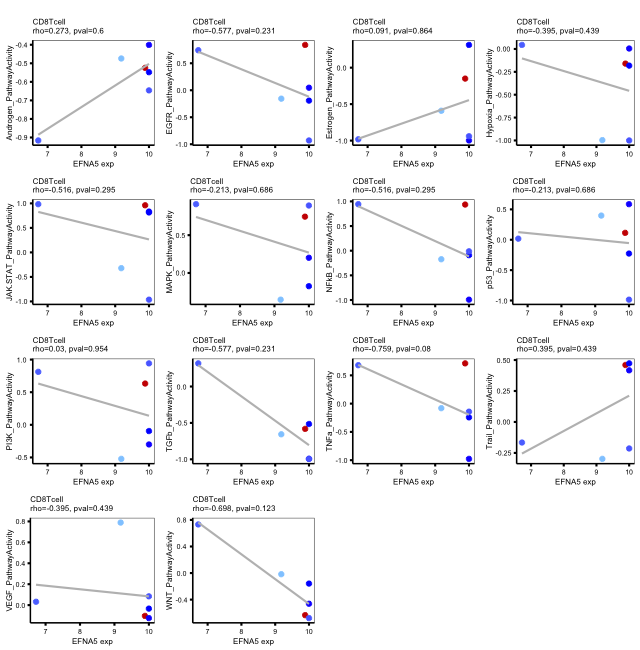 CD8Tcell
rho=0.273, pval=0.6
Androgen_PathwayActivity
-0.4
-0.5
-0.6
-0.7
-0.8
-0.9
7 8 9 10
EFNA5 exp
CD8Tcell
rho=-0.577, pval=0.231
EGFR_PathwayActivity
0.5
0.0
-0.5
-1.0
7 8 9 10
EFNA5 exp
CD8Tcell
rho=0.091, pval=0.864
Estrogen_PathwayActivity
0.0
-0.5
-1.0
7 8 9 10
EFNA5 exp
CD8Tcell
rho=-0.395, pval=0.439
Hypoxia_PathwayActivity
0.00
-0.25
-0.50
-0.75
-1.00
7 8 9 10
EFNA5 exp
CD8Tcell
rho=-0.516, pval=0.295
JAK-STAT_PathwayActivity
1.0
0.5
0.0
-0.5
-1.0
7 8 9 10
EFNA5 exp
CD8Tcell
rho=-0.213, pval=0.686
MAPK_PathwayActivity
0.5
0.0
7 8 9 10
EFNA5 exp
CD8Tcell
rho=-0.516, pval=0.295
NFkB_PathwayActivity
1.0
0.5
0.0
-0.5
-1.0
7 8 9 10
EFNA5 exp
CD8Tcell
rho=-0.213, pval=0.686
p53_PathwayActivity
0.5
0.0
-0.5
-1.0
7 8 9 10
EFNA5 exp
CD8Tcell
rho=0.03, pval=0.954
PI3K_PathwayActivity
1.0
0.5
0.0
-0.5
7 8 9 10
EFNA5 exp
CD8Tcell
rho=-0.577, pval=0.231
TGFb_PathwayActivity
0.0
-0.5
-1.0
7 8 9 10
EFNA5 exp
CD8Tcell
rho=-0.759, pval=0.08
TNFa_PathwayActivity
0.5
0.0
-0.5
-1.0
7 8 9 10
EFNA5 exp
CD8Tcell
rho=0.395, pval=0.439
Trail_PathwayActivity
0.50
0.25
0.00
-0.25
7 8 9 10
EFNA5 exp
CD8Tcell
rho=-0.395, pval=0.439
VEGF_PathwayActivity
0.8
0.6
0.4
0.2
0.0
7 8 9 10
EFNA5 exp
CD8Tcell
rho=-0.698, pval=0.123
WNT_PathwayActivity
0.8
0.4
0.0
-0.4
7 8 9 10
EFNA5 exp